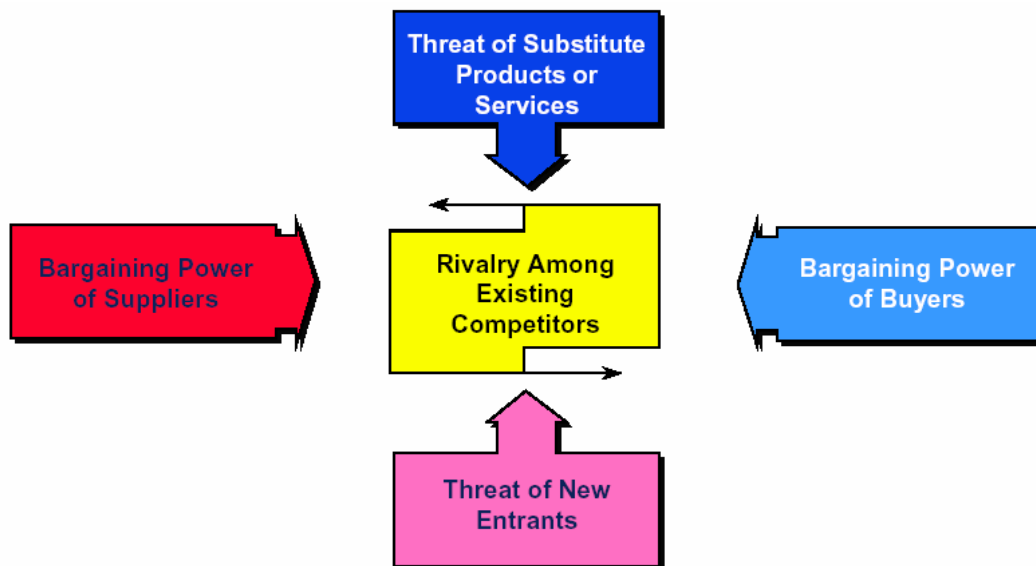 Threat of Substitute
Products or
Services
Bargaining Power
of Suppliers
Rivalry Among
Existing
Competitors
Bargaining Power
of Buyers
Threat of New
Entrants